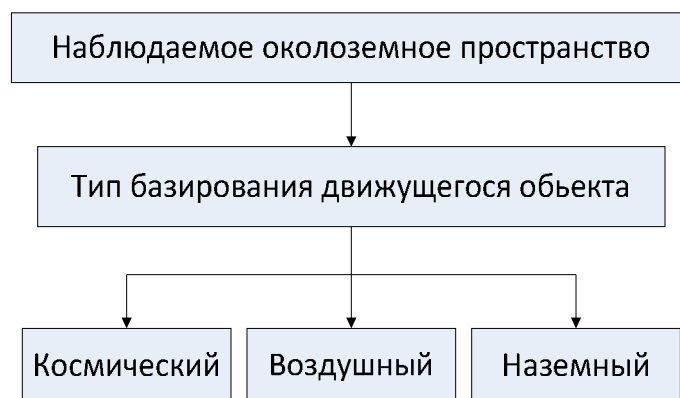 Наблюдаемое околоземное пространство
Тип базирования движущегося обьекта
Космический
Воздушный
Наземный